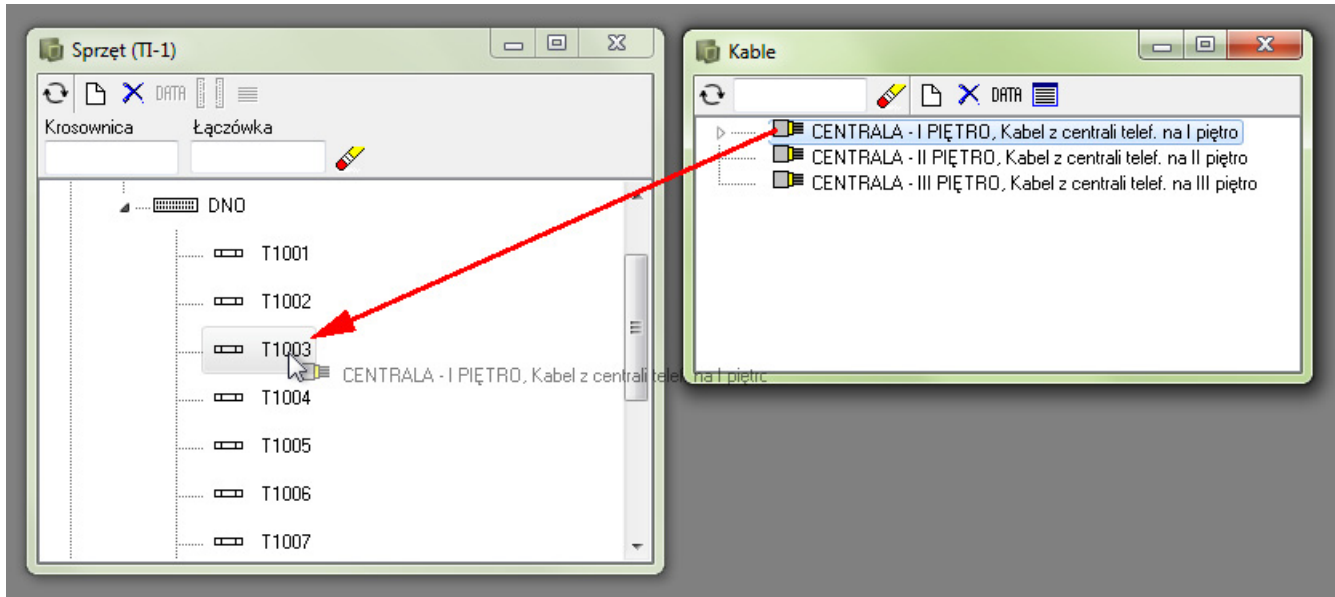 Sprzęt (TI-1)
DATA
Krosownica Łączówka
DNO
T1001
T1002
T1003
CENTRALA - I PIĘTRO, Kabel z centrali telef. na I piętro
T1004
T1005
T1006
T1007
Kable
DATA
CENTRALA - I PIĘTRO, Kabel z centrali telef. na I piętro
CENTRALA - II PIĘTRO, Kabel z centrali telef. na II piętro
CENTRALA - III PIĘTRO, Kabel z centrali telef. na III piętro